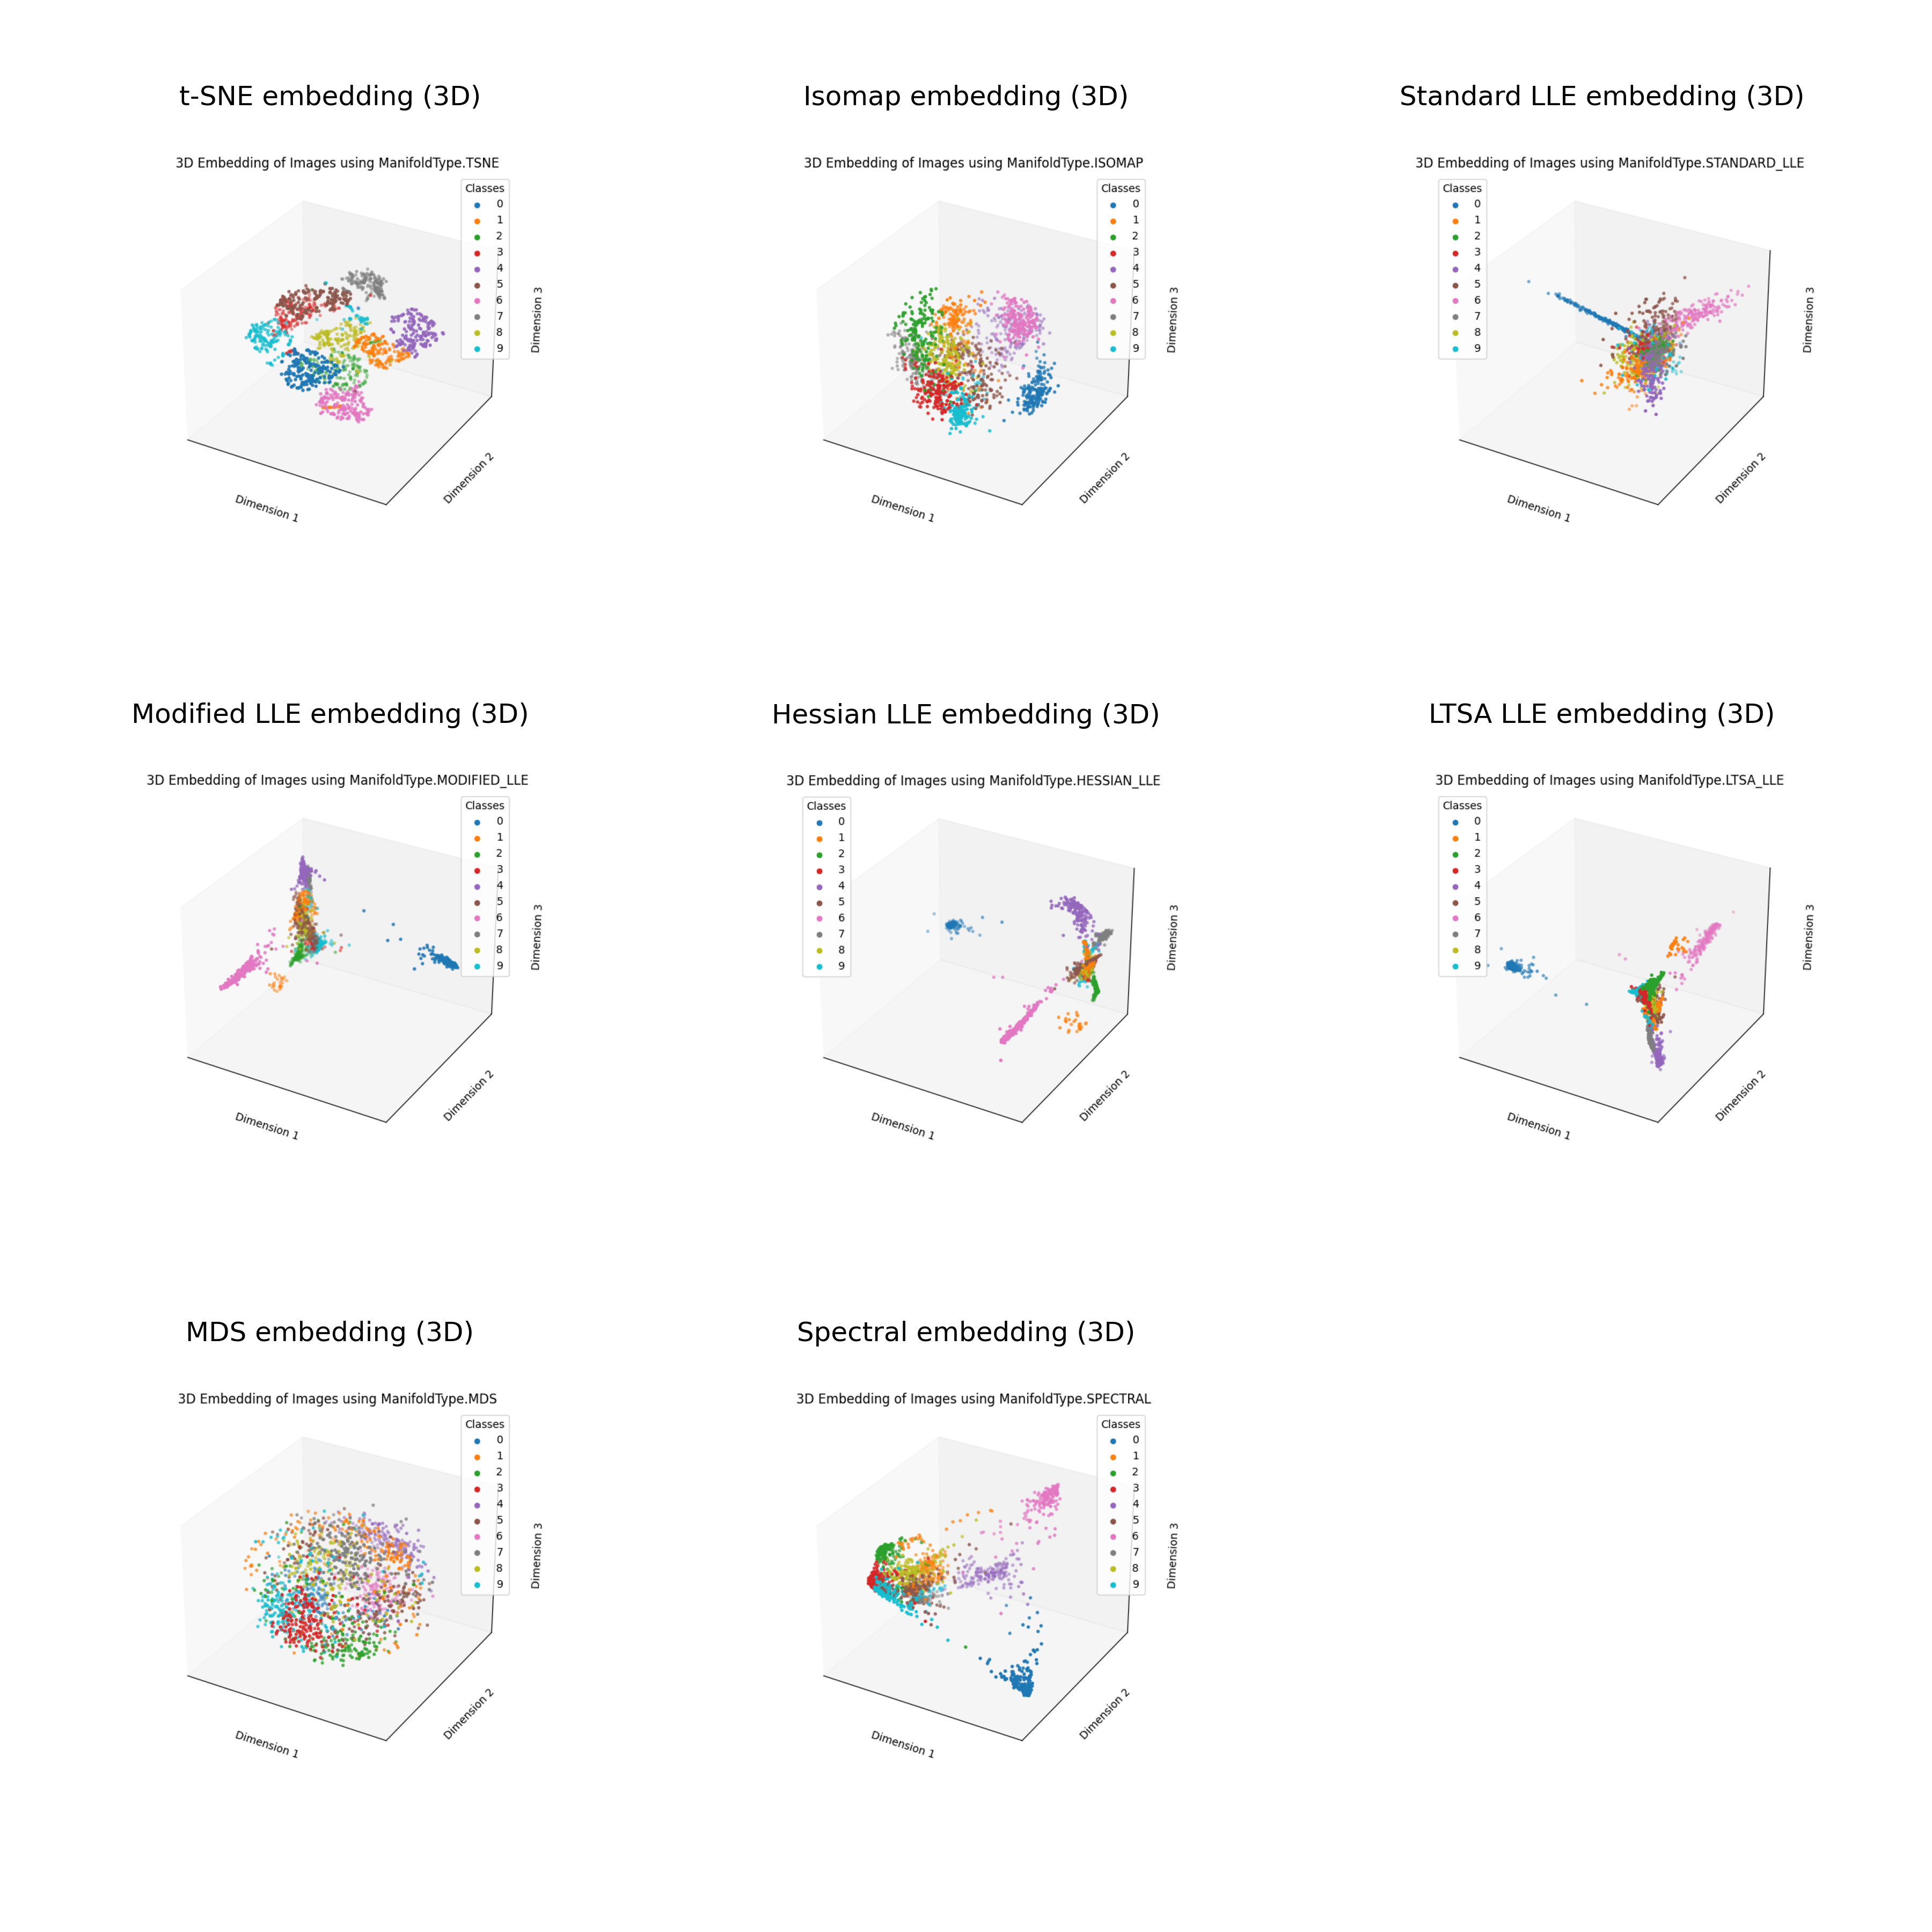 t-SNE embedding (3D)
3D Embedding of Images using ManifoldType.TSNE
Classes
0
1
2
3
4
5
6
7
8
9
Dimension 1
Dimension 2
Dimension 3
Isomap embedding (3D)
3D Embedding of Images using ManifoldType.ISOMAP
Classes
0
1
2
3
4
5
6
7
8
9
Dimension 1
Dimension 2
Dimension 3
Standard LLE embedding (3D)
3D Embedding of Images using ManifoldType.STANDARD_LLE
Classes
0
1
2
3
4
5
6
7
8
9
Dimension 1
Dimension 2
Dimension 3
Modified LLE embedding (3D)
3D Embedding of Images using ManifoldType.MODIFIED_LLE
Classes
0
1
2
3
4
5
6
7
8
9
Dimension 1
Dimension 2
Dimension 3
Hessian LLE embedding (3D)
3D Embedding of Images using ManifoldType.HESSIAN_LLE
Classes
0
1
2
3
4
5
6
7
8
9
Dimension 1
Dimension 2
Dimension 3
LTSA LLE embedding (3D)
3D Embedding of Images using ManifoldType.LTSA_LLE
Classes
0
1
2
3
4
5
6
7
8
9
Dimension 1
Dimension 2
Dimension 3
MDS embedding (3D)
3D Embedding of Images using ManifoldType.MDS
Classes
0
1
2
3
4
5
6
7
8
9
Dimension 1
Dimension 2
Dimension 3
Spectral embedding (3D)
3D Embedding of Images using ManifoldType.SPECTRAL
Classes
0
1
2
3
4
5
6
7
8
9
Dimension 1
Dimension 2
Dimension 3